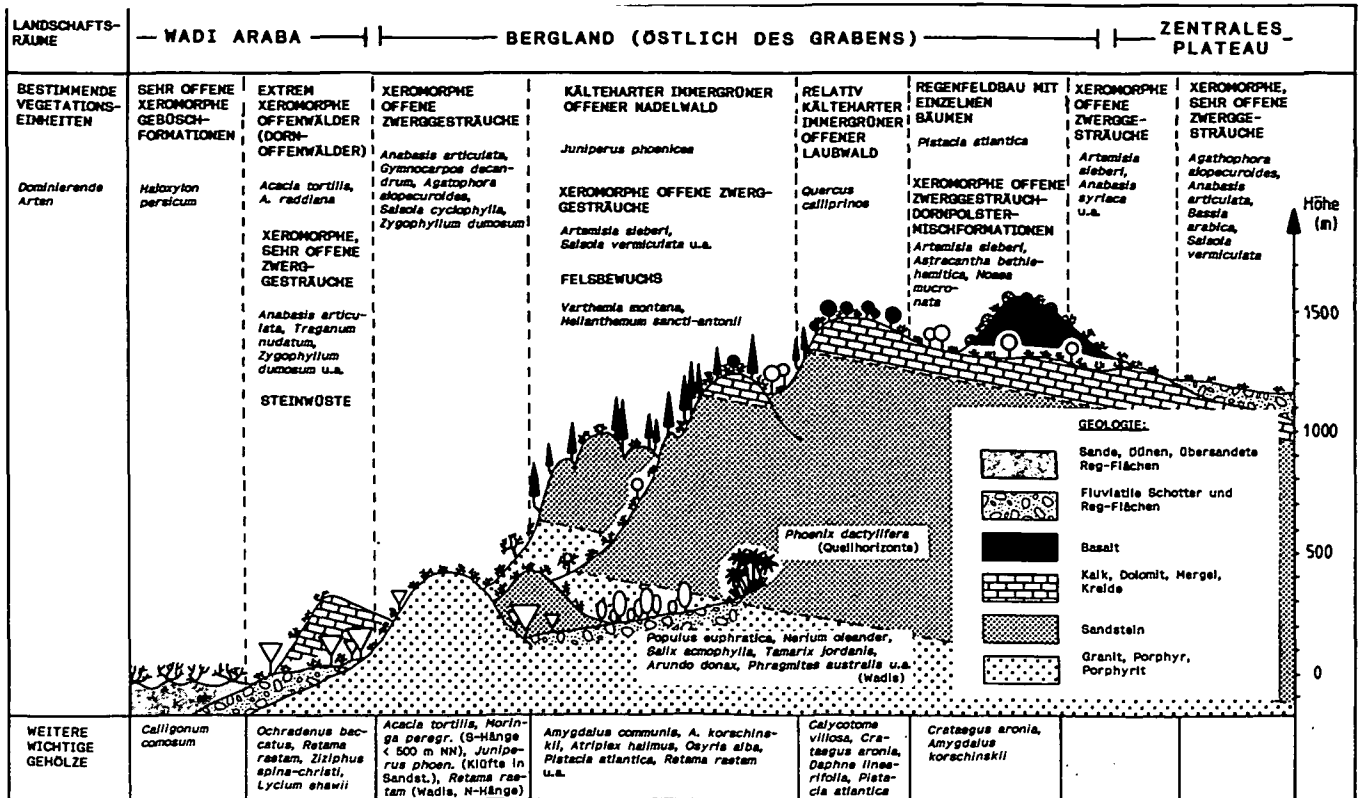 LANDSCHAFTS-
RÄUME
WADI ARABA
BERGLAND (ÖSTLICH DES GRABENS)
ZENTRALES
PLATEAU
BESTIMMENDE
VEGETATIONS-
EINHEITEN
Dominierende
Arten
SEHR OFFENE
XEROMORPHE
GEBÜSCH-
FORMATIONEN
Haloxylon
persicum
EXTREM
XEROMORPHE
OFFENWÄLDER
(DORN-
OFFENWÄLDER)
Acacia tortilis,
A. raddiana
XEROMORPHE,
SEHR OFFENE
ZWERG-
GESTRÄUCHE
Anabasis articu-
lata, Traganum
nudatum,
Zygophyllum
dumosum u.a.
STEINWÜSTE
XEROMORPHE
OFFENE
ZWERGGESTRÄUCHE
Anabasis articulata,
Gymnocarpos decan-
drum, Agatophora
alopecuroides,
Salsola cyclophylla,
Zygophyllum dumosum
KÄLTEHARTER IMMERGRÜNER
OFFENER NADELWALD
Juniperus phoenicea
XEROMORPHE OFFENE ZWERG-
GESTRÄUCHE
Artemisia sieberi,
Salsola vermiculata u.a.
FELSBEWUCHS
Varthemia montana,
Helianthemum sancti-antonii
RELATIV
KÄLTEHARTER
IMMERGRÜNER
OFFENER
LAUBWALD
Quercus
calliprinos
REGENFELDBAU MIT
EINZELNEN
BÄUMEN
Pistacia atlantica
XEROMORPHE OFFENE
ZWERGGESTRÄUCH-
DORNPOLSTER-
MISCHFORMATIONEN
Artemisia sieberi,
Astracantha bethle-
hemitica, Noaea
mucro-
nata
XEROMORPHE
OFFENE
ZWERGGE-
STRÄUCHE
Artemisia
sieberi,
Anabasis
syriaca
u.a.
XEROMORPHE,
SEHR OFFENE
ZWERGGE-
STRÄUCHE
Agathophora
alopecuroides,
Anabasis
articulata,
Bassia
arabica,
Salsola
vermiculata
Höhe
(m)
1500
1000
500
0
GEOLOGIE:
Sande, Dünen, übersandete
Reg-Flächen
Fluviatile Schotter und
Reg-Flächen
Basalt
Kalk, Dolomit, Mergel,
Kreide
Sandstein
Granit, Porphyr,
Porphyrit
Phoenix dactylifera
(Quellhorizonte)
Populus euphratica, Nerium oleander,
Salix acmophylla, Tamarix jordanis,
Arundo donax, Phragmites australis u.a.
(Wadis)
WEITERE
WICHTIGE
GEHÖLZE
Calligonum
comosum
Ochradenus bac-
catus, Retama
raetam, Ziziphus
spina-christi,
Lycium shawii
Acacia tortilis, Morin-
ga peregr. (S-Hänge
< 500 m NN), Junipe-
rus phoen. (Klüfte in
Sandst.), Retama rae-
tam (Wadis, N-Hänge)
Amygdalus communis, A. korschins-
kii, Atriplex halimus, Osyris alba,
Pistacia atlantica, Retama raetam
u.a.
Calycotome
villosa, Cra-
taegus aronia,
Daphne linea-
rifolia, Pista-
cia atlantica
Crataegus aronia,
Amygdalus
korschinskii